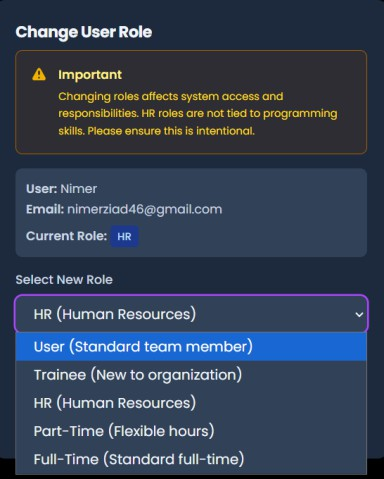 Change User Role
Important
Changing roles affects system access and
responsibilities. HR roles are not tied to programming
skills. Please ensure this is intentional.
User: Nimer
Email: nimerziad46@gmail.com
Current Role: HR
Select New Role
HR (Human Resources)
User (Standard team member)
Trainee (New to organization)
HR (Human Resources)
Part-Time (Flexible hours)
Full-Time (Standard full-time)